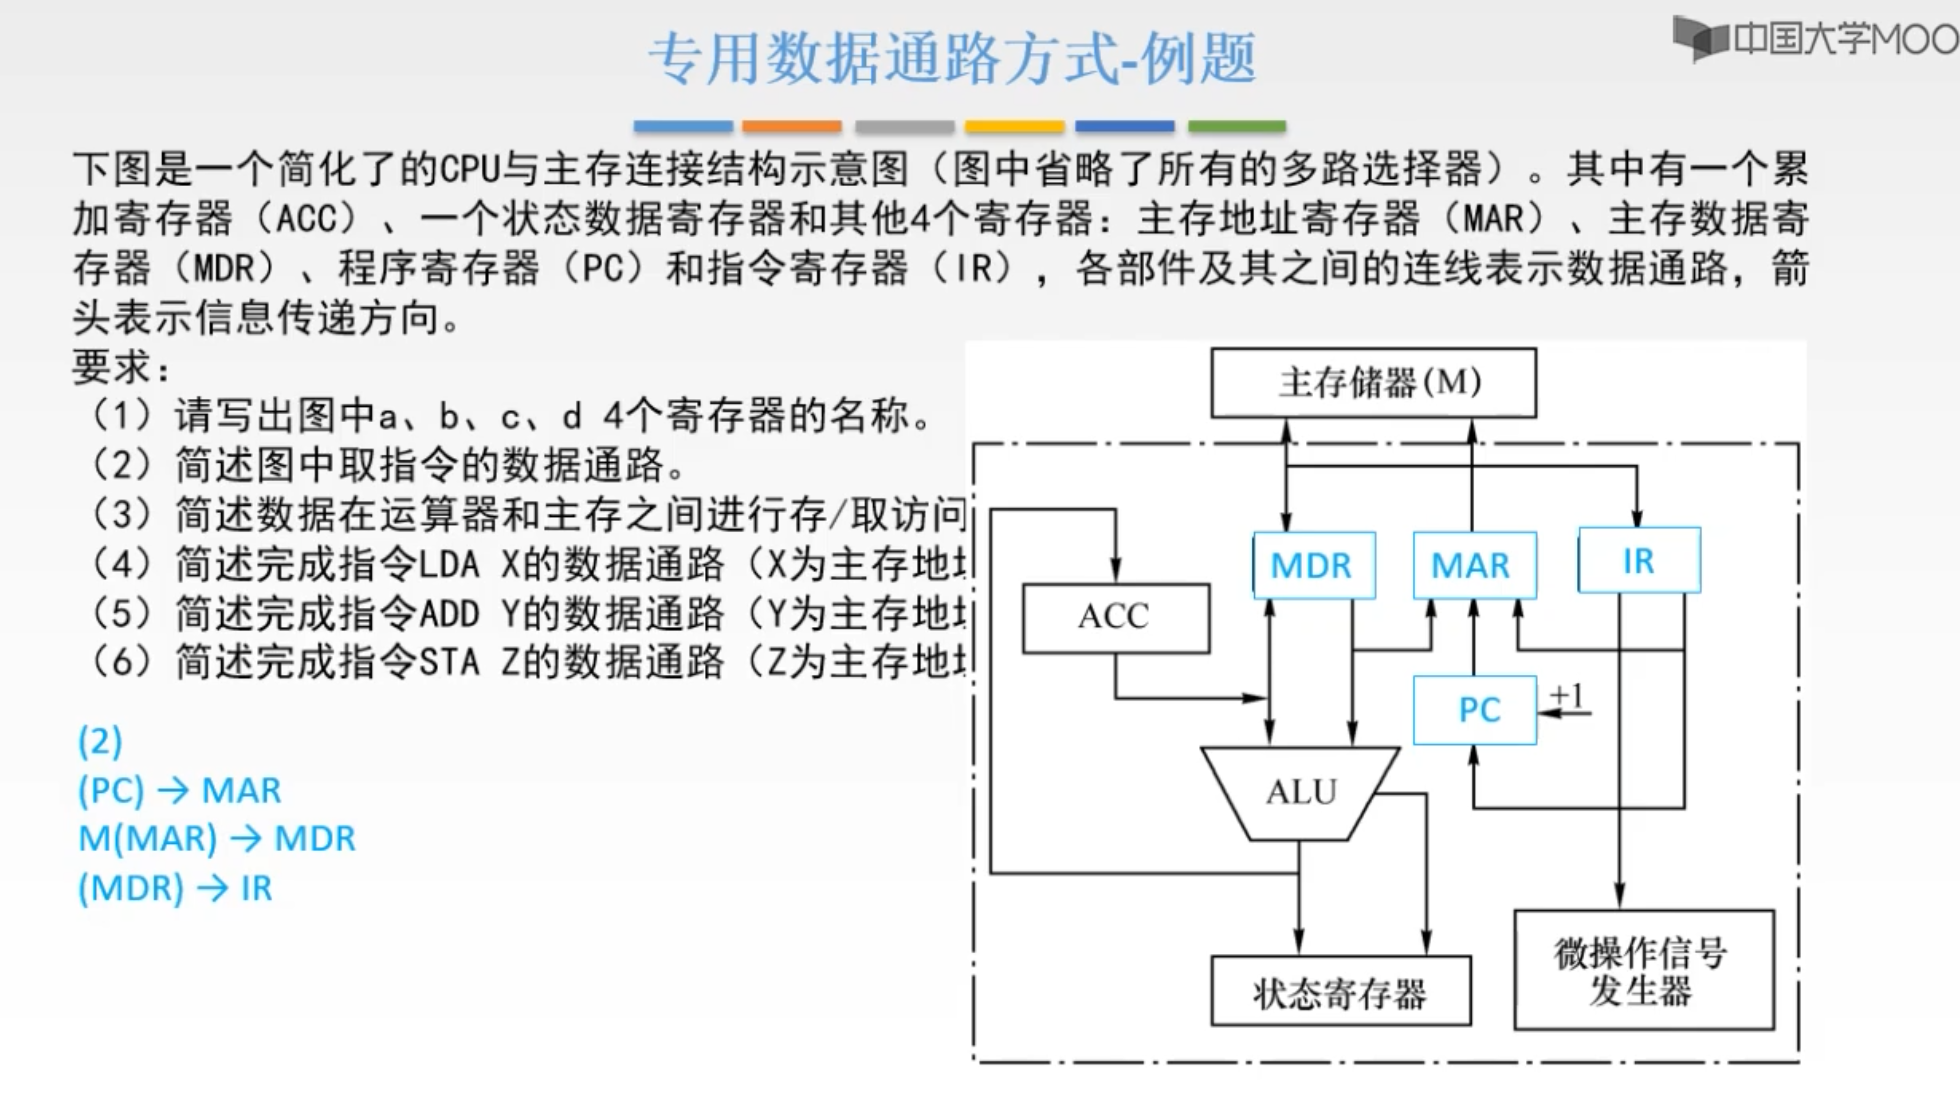 专用数据通路方式-例题
中国大学MOO
下图是一个简化了的CPU与主存连接结构示意图（图中省略了所有的多路选择器）。其中有一个累
加寄存器（ACC）、一个状态数据寄存器和其他4个寄存器：主存地址寄存器（MAR）、主存数据寄
存器（MDR）、程序寄存器（PC）和指令寄存器（IR），各部件及其之间的连线表示数据通路，箭
头表示信息传递方向。
要求：
（1）请写出图中a、b、c、d 4个寄存器的名称。
（2）简述图中取指令的数据通路。
（3）简述数据在运算器和主存之间进行存/取访问
（4）简述完成指令LDA X的数据通路（X为主存地
（5）简述完成指令ADD Y的数据通路（Y为主存地
（6）简述完成指令STA Z的数据通路（Z为主存地
(2)
(PC) → MAR
M(MAR) → MDR
(MDR) → IR
主存储器(M)
MDR
MAR
IR
ACC
PC
+1
ALU
状态寄存器
微操作信号
发生器